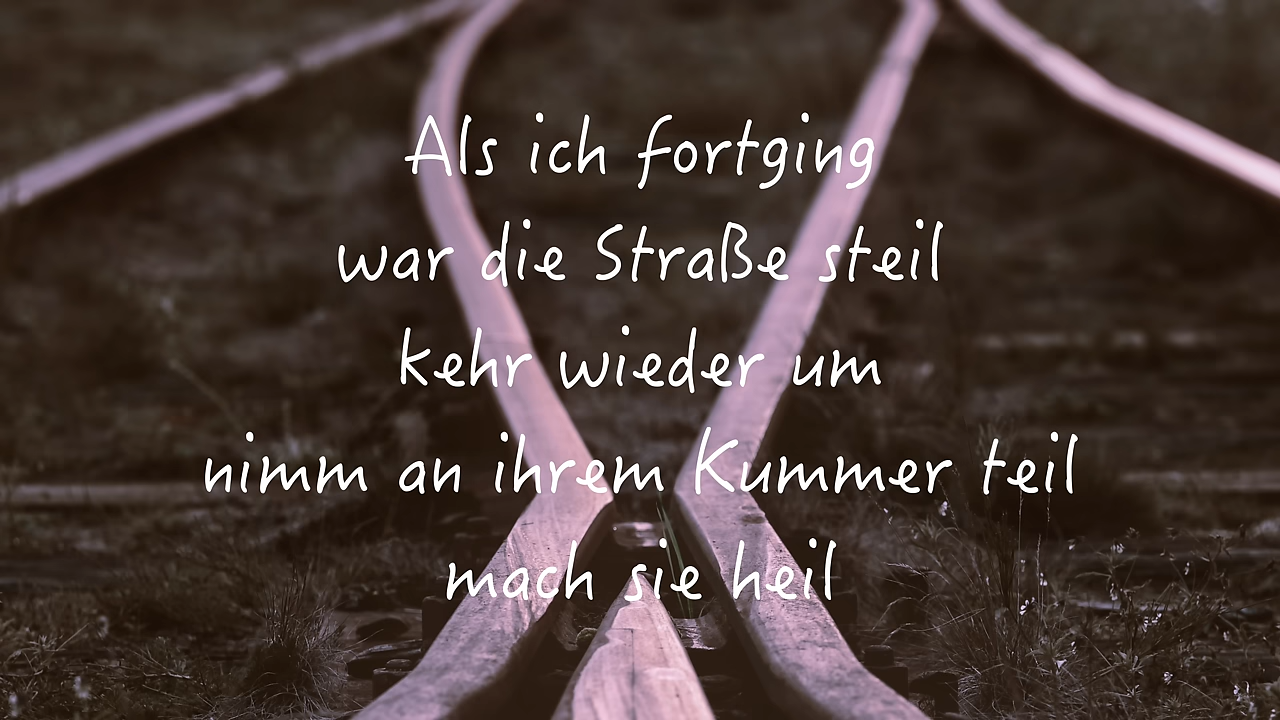 Als ich fortging
war die Straße steil
kehr wieder um
nimm an ihrem Kummer teil
mach sie heil